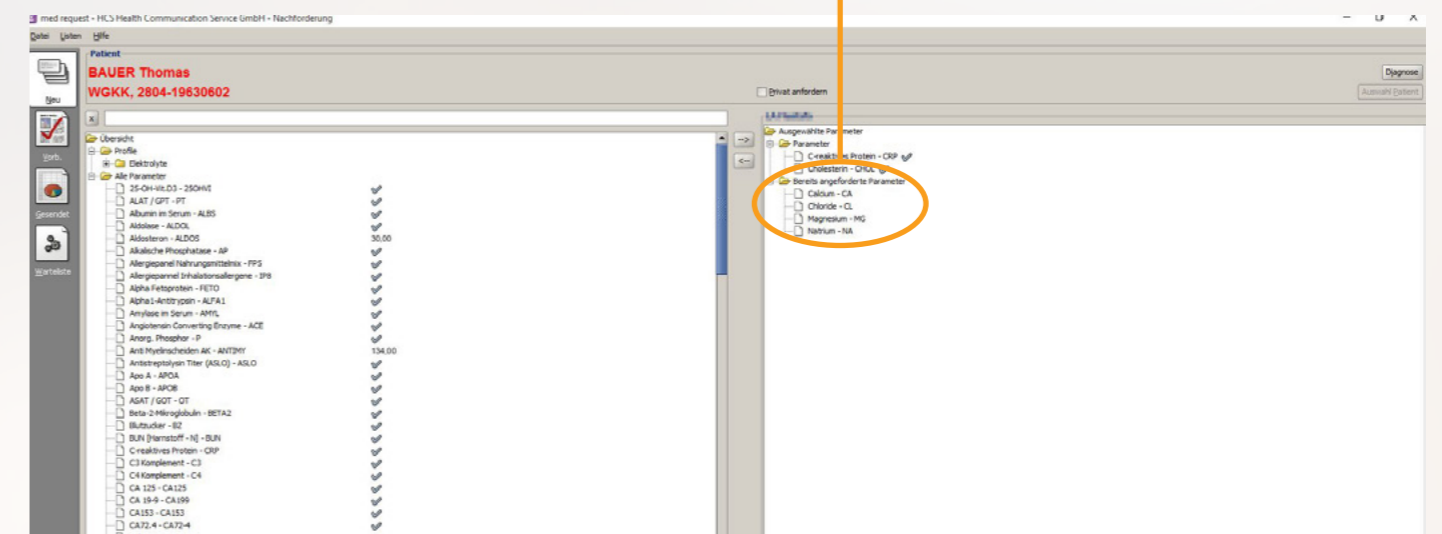 med request - HCS Health Communication Service GmbH - Nachforderung
Datei Listen Hilfe
Patient
BAUER Thomas
WGKK, 2804-19630602
Privat anfordern
Diagnose
Auswahl Patient
Neu
Vorb.
Gesendet
Warteliste
x
Übersicht
Profile
Elektrolyte
Alle Parameter
25-OH-Vit.D3 - 25OHVI
ALAT / GPT - PT
Albumin im Serum - ALBS
Aldolase - ALDOL
Aldosteron - ALDOS 30,00
Alkalische Phosphatase - AP
Allergiepanel Nahrungsmittelmix - FPS
Allergiepannel Inhalationsallergene - IPB
Alpha Fetoprotein - FETO
Alpha1-Antitrypsin - ALFA1
Amylase im Serum - AMYL
Angiotensin Converting Enzyme - ACE
Anorg. Phosphor - P
Anti Myelinscheiden AK - ANTIMY 134,00
Antistreptolysin Titer (ASLO) - ASLO
Apo A - APOA
Apo B - APOB
ASAT / GOT - OT
Beta-2-Mikroglobulin - BETA2
Blutzucker - BZ
BUN [Harnstoff - N] - BUN
C-reaktives Protein - CRP
C3 Komplement - C3
C4 Komplement - C4
CA 125 - CA125
CA 19-9 - CA199
CA153 - CA153
CA72.4 - CA72-4
-->
<--
Ausgewählte Parameter
Parameter
C-reaktives Protein - CRP
Cholesterin - CHOL
Bereits angeforderte Parameter
Calcium - CA
Chloride - CL
Magnesium - MG
Natrium - NA